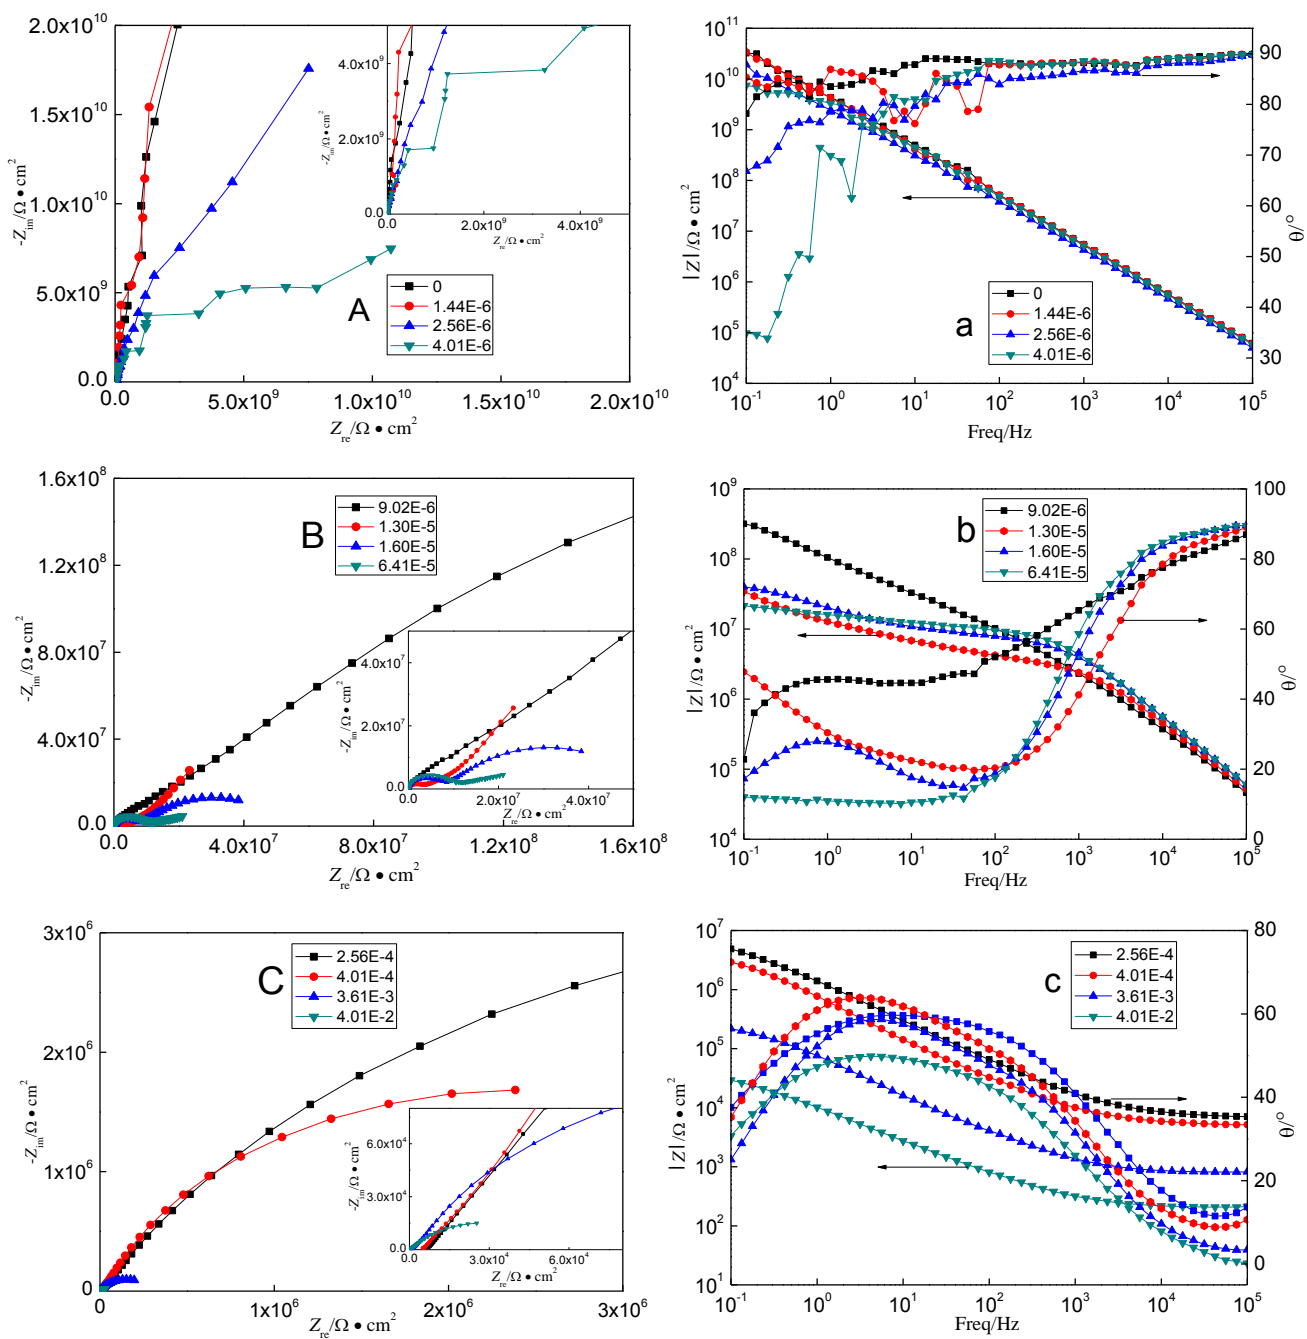 2.0x10^10
1.5x10^10
1.0x10^10
5.0x10^9
0.0
-Z_im/Ω • cm^2
0.0
5.0x10^9
1.0x10^10
1.5x10^10
2.0x10^10
Z_re/Ω • cm^2
A
0
1.44E-6
2.56E-6
4.01E-6
4.0x10^9
2.0x10^9
0.0
-Z_im/Ω • cm^2
0.0
2.0x10^9
4.0x10^9
Z_re/Ω • cm^2
10^11
10^10
10^9
10^8
10^7
10^6
10^5
10^4
|Z|/Ω • cm^2
90
80
70
60
50
40
30
θ/°
a
0
1.44E-6
2.56E-6
4.01E-6
10^-1
10^0
10^1
10^2
10^3
10^4
10^5
Freq/Hz
1.6x10^8
1.2x10^8
8.0x10^7
4.0x10^7
0.0
-Z_im/Ω • cm^2
B
9.02E-6
1.30E-5
1.60E-5
6.41E-5
4.0x10^7
2.0x10^7
0.0
-Z_im/Ω • cm^2
0.0
2.0x10^7
4.0x10^7
Z_re/Ω • cm^2
0.0
4.0x10^7
8.0x10^7
1.2x10^8
1.6x10^8
Z_re/Ω • cm^2
10^9
10^8
10^7
10^6
10^5
10^4
|Z|/Ω • cm^2
100
80
60
40
20
0
θ/°
b
9.02E-6
1.30E-5
1.60E-5
6.41E-5
10^-1
10^0
10^1
10^2
10^3
10^4
10^5
Freq/Hz
3x10^6
2x10^6
1x10^6
0
-Z_im/Ω • cm^2
C
2.56E-4
4.01E-4
3.61E-3
4.01E-2
6.0x10^4
3.0x10^4
0.0
-Z_im/Ω • cm^2
0.0
3.0x10^4
6.0x10^4
Z_re/Ω • cm^2
0
1x10^6
2x10^6
3x10^6
Z_re/Ω • cm^2
10^7
10^6
10^5
10^4
10^3
10^2
10^1
|Z|/Ω • cm^2
80
60
40
20
0
θ/°
c
2.56E-4
4.01E-4
3.61E-3
4.01E-2
10^-1
10^0
10^1
10^2
10^3
10^4
10^5
Freq/Hz